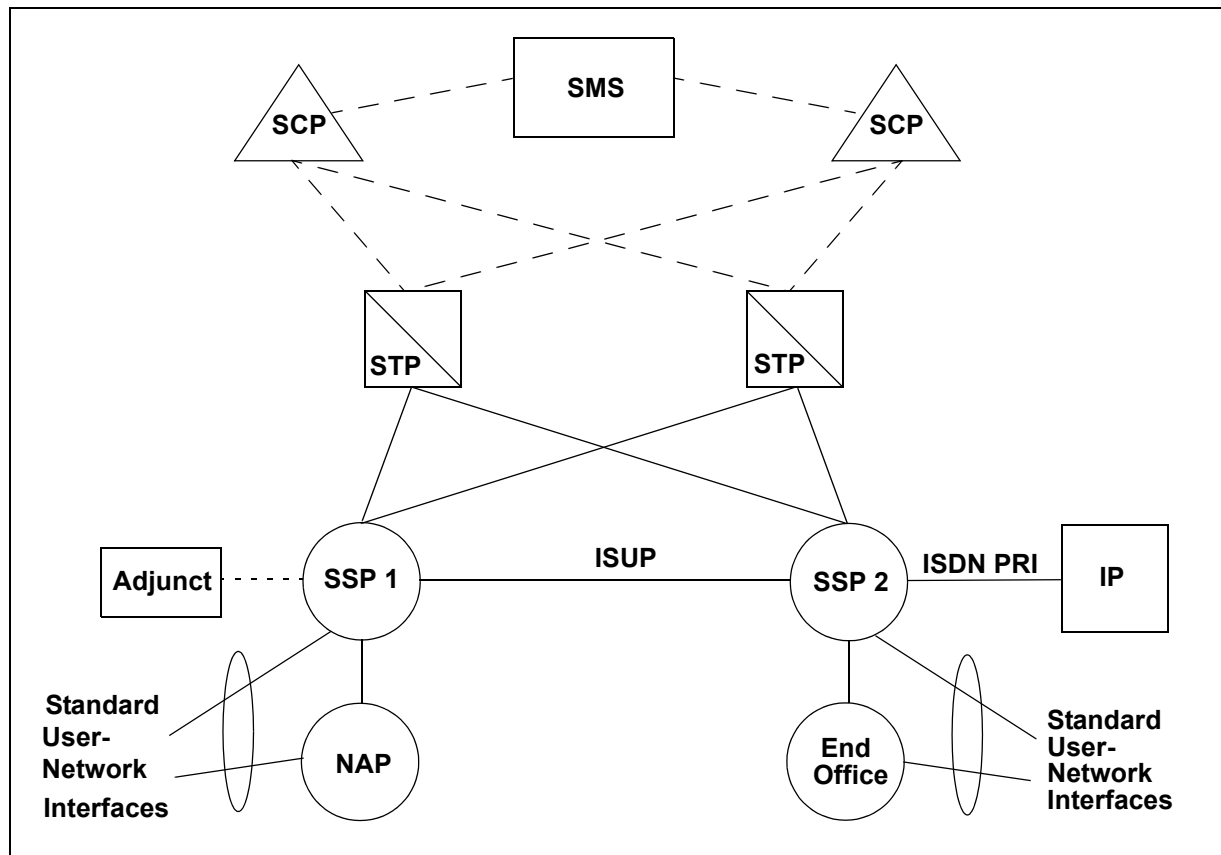 SMS
SCP
SCP
STP
STP
ISUP
ISDN PRI
Adjunct
SSP 1
SSP 2
IP
Standard
User-
Network
Interfaces
NAP
End
Office
Standard
User-
Network
Interfaces